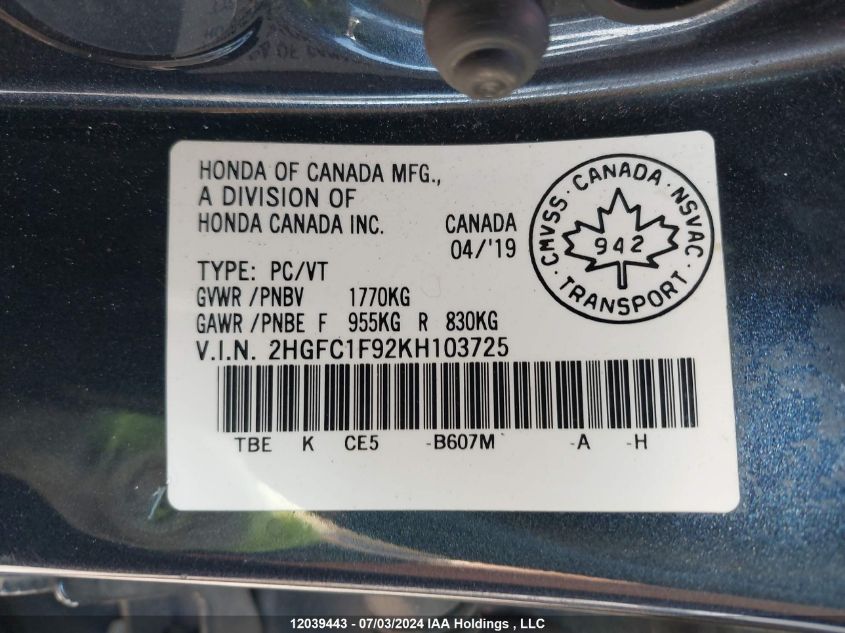 HONDA OF CANADA MFG.,
A DIVISION OF
HONDA CANADA INC.
CANADA
04/'19
TYPE: PC/VT
GVWR /PNBV 1770KG
GAWR /PNBE F 955KG R 830KG
V.I.N. 2HGFC1F92KH103725
TBE K CE5 -B607M -A -H
CMVSS · CANADA · NSVAC
942
· TRANSPORT ·
12039443 - 07/03/2024 IAA Holdings , LLC